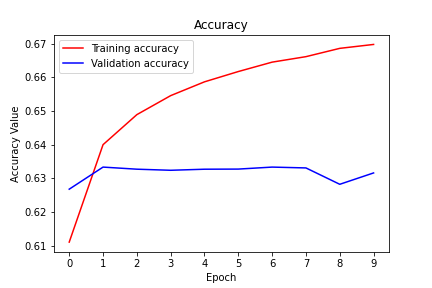 Accuracy
Training accuracy
Validation accuracy
0.67
0.66
0.65
0.64
0.63
0.62
0.61
Accuracy Value
0 1 2 3 4 5 6 7 8 9
Epoch